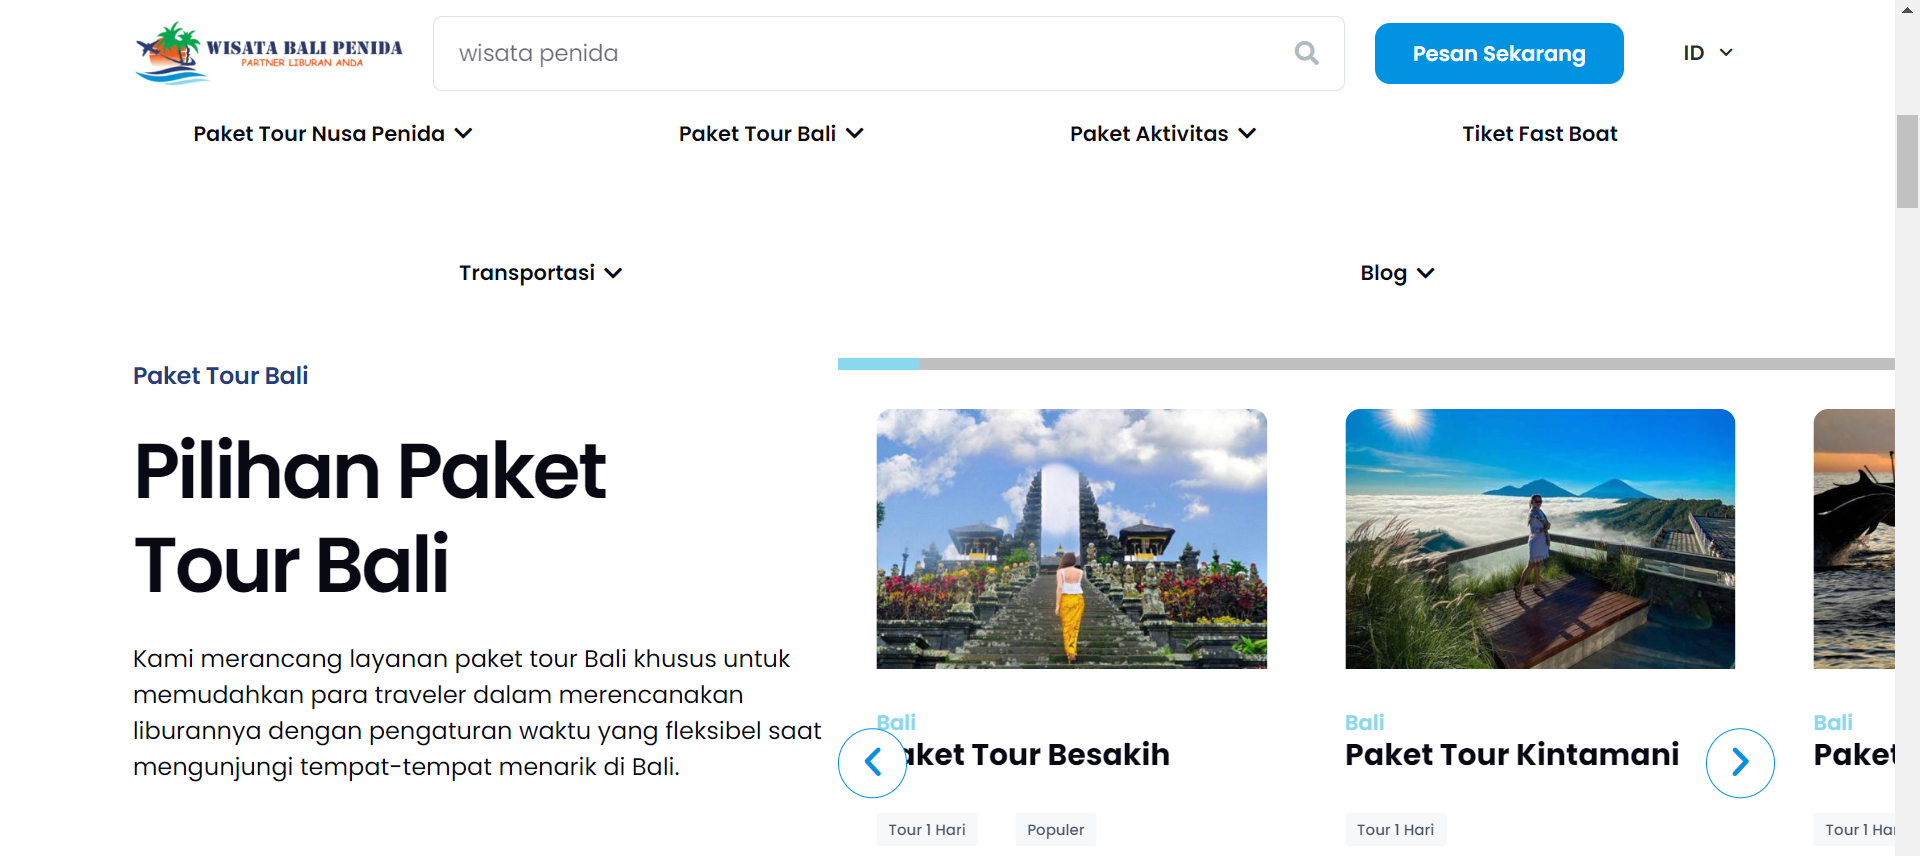 WISATA BALI PENIDA
PARTNER LIBURAN ANDA
wisata penida
Pesan Sekarang
ID
Paket Tour Nusa Penida
Paket Tour Bali
Paket Aktivitas
Tiket Fast Boat
Transportasi
Blog
Paket Tour Bali
Pilihan Paket
Tour Bali
Kami merancang layanan paket tour Bali khusus untuk
memudahkan para traveler dalam merencanakan
liburannya dengan pengaturan waktu yang fleksibel saat
mengunjungi tempat-tempat menarik di Bali.
Bali
aket Tour Besakih
Tour 1 Hari
Populer
Bali
Paket Tour Kintamani
Tour 1 Hari
Bali
Paket
Tour 1 Har